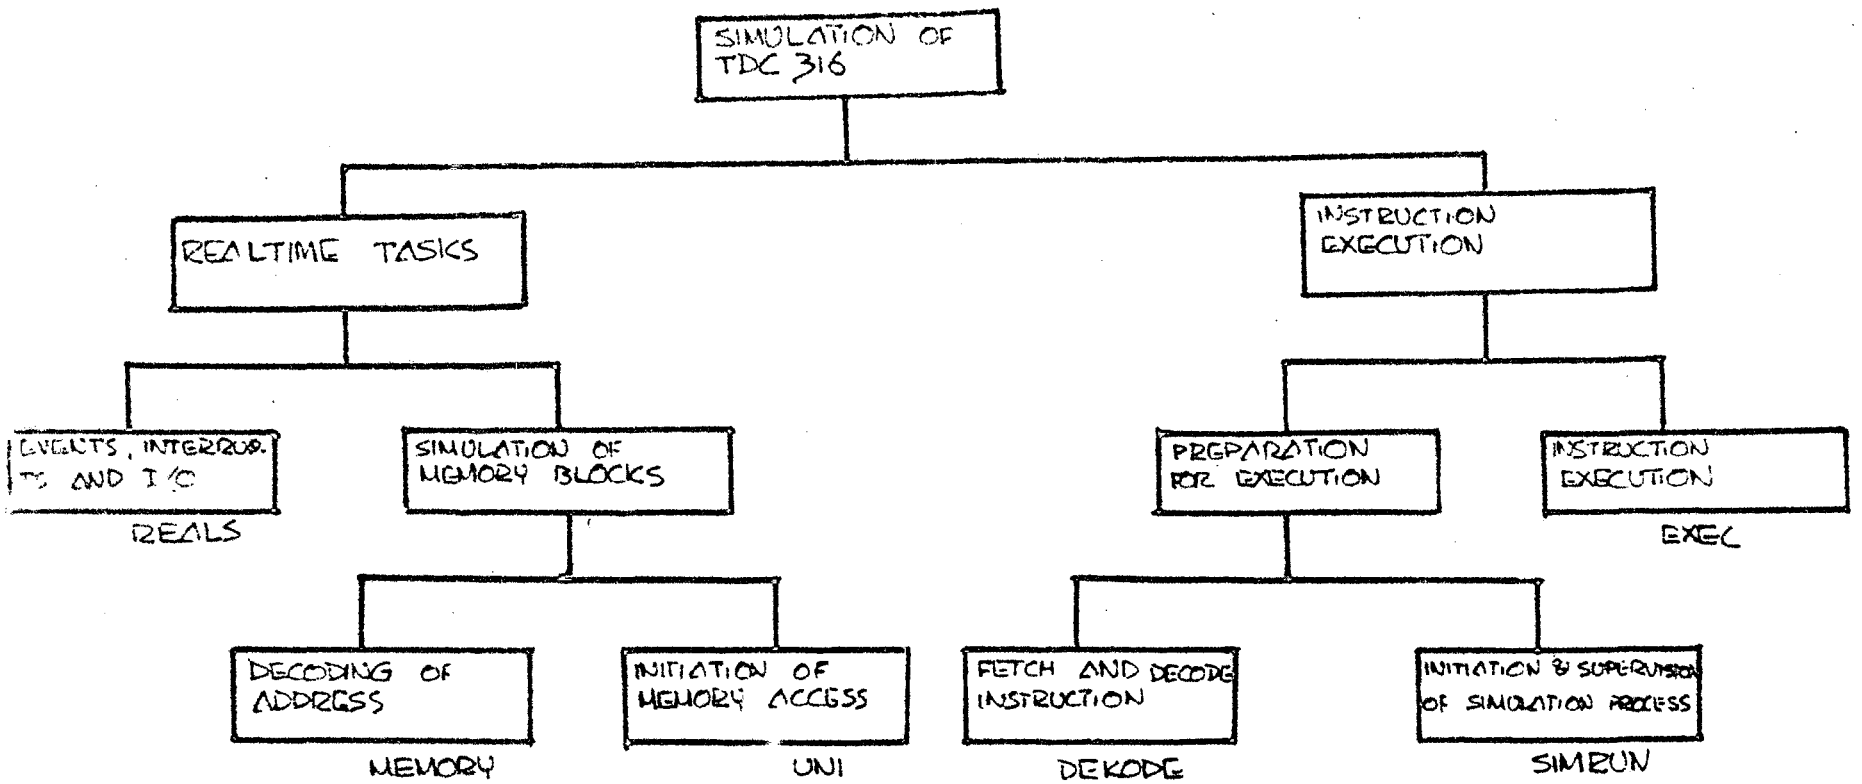 SIMULATION OF
TDC 316
REALTIME TASKS
INSTRUCTION
EXECUTION
EVENTS, INTERRUP-
TS AND I/O
REALS
SIMULATION OF
MEMORY BLOCKS
PREPARATION
FOR EXECUTION
INSTRUCTION
EXECUTION
EXEC
DECODING OF
ADDRESS
MEMORY
INITIATION OF
MEMORY ACCESS
UNI
FETCH AND DECODE
INSTRUCTION
DEKODE
INITIATION & SUPERVISION
OF SIMULATION PROCESS
SIMRUN